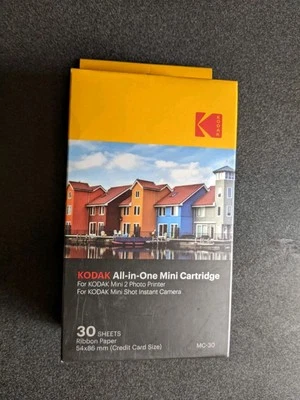 KODAK
KODAK All-in-One Mini Cartridge
For KODAK Mini 2 Photo Printer
For KODAK Mini Shot Instant Camera
30 SHEETS
Ribbon Paper
54x86 mm (Credit Card Size)
MC-30